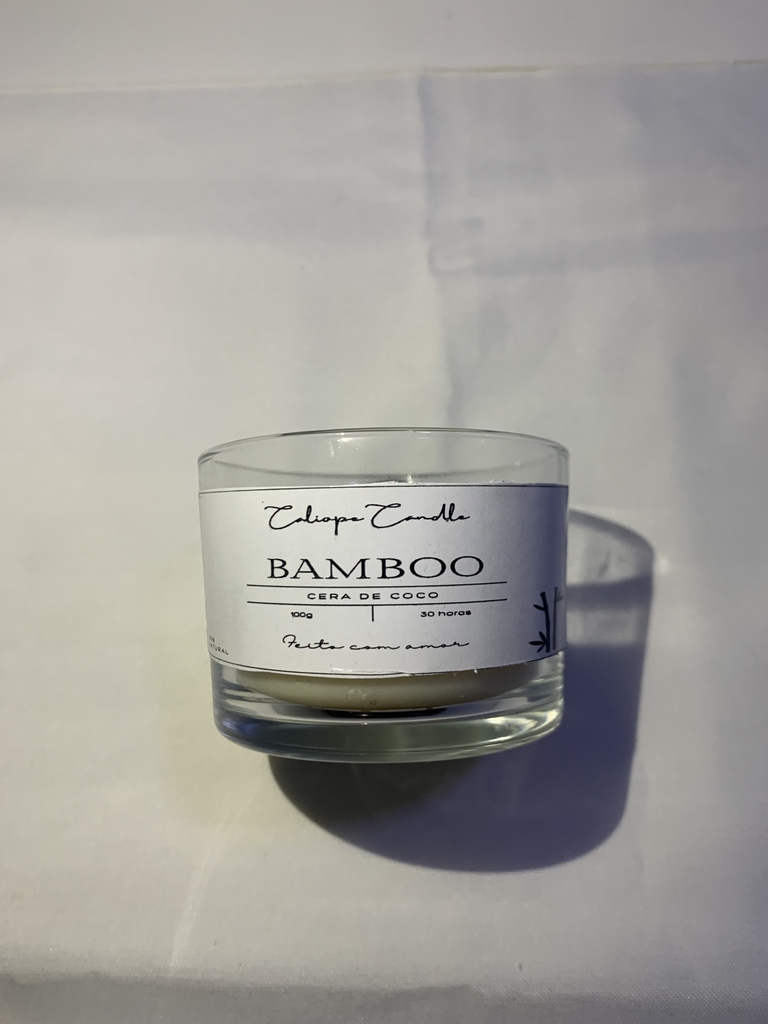 Caliope Candle
BAMBOO
CERA DE COCO
100g
30 horas
Feito com amor